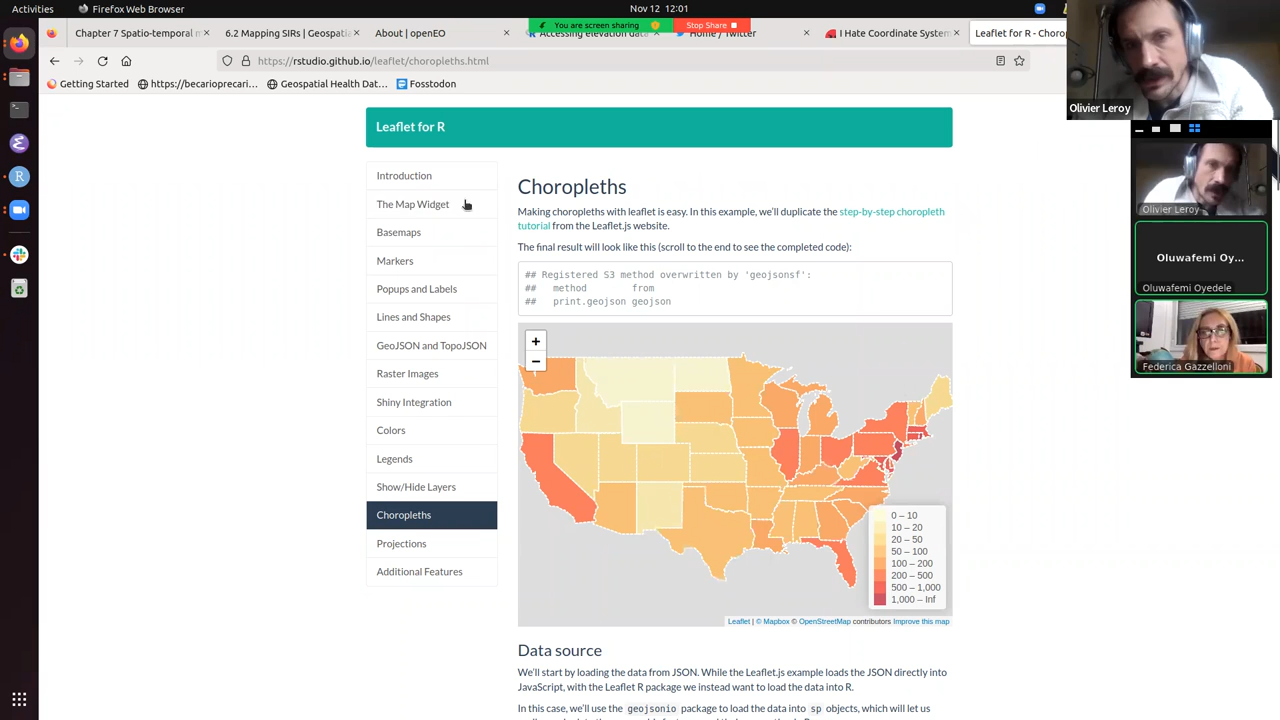 Activities
Firefox Web Browser
Nov 12 12:01
You are screen sharing
Stop Share
Chapter 7 Spatio-temporal m
6.2 Mapping SIRs | Geospatia
About | openEO
Accessing elevation data
Home / Twitter
I Hate Coordinate System
Leaflet for R - Chorop
https://rstudio.github.io/leaflet/choropleths.html
Getting Started
https://becarioprecari...
Geospatial Health Dat...
Fosstodon
Olivier Leroy
Olivier Leroy
Oluwafemi Oy...
Oluwafemi Oyedele
Federica Gazzelloni
Leaflet for R
Introduction
The Map Widget
Basemaps
Markers
Popups and Labels
Lines and Shapes
GeoJSON and TopoJSON
Raster Images
Shiny Integration
Colors
Legends
Show/Hide Layers
Choropleths
Projections
Additional Features
Choropleths
Making choropleths with leaflet is easy. In this example, we'll duplicate the step-by-step choropleth
tutorial from the Leaflet.js website.
The final result will look like this (scroll to the end to see the completed code):
## Registered S3 method overwritten by 'geojsonsf':
## method from
## print.geojson geojson
+
−
0 – 10
10 – 20
20 – 50
50 – 100
100 – 200
200 – 500
500 – 1,000
1,000 – Inf
Leaflet | © Mapbox © OpenStreetMap contributors Improve this map
Data source
We'll start by loading the data from JSON. While the Leaflet.js example loads the JSON directly into
JavaScript, with the Leaflet R package we instead want to load the data into R.
In this case, we'll use the geojsonio package to load the data into sp objects, which will let us